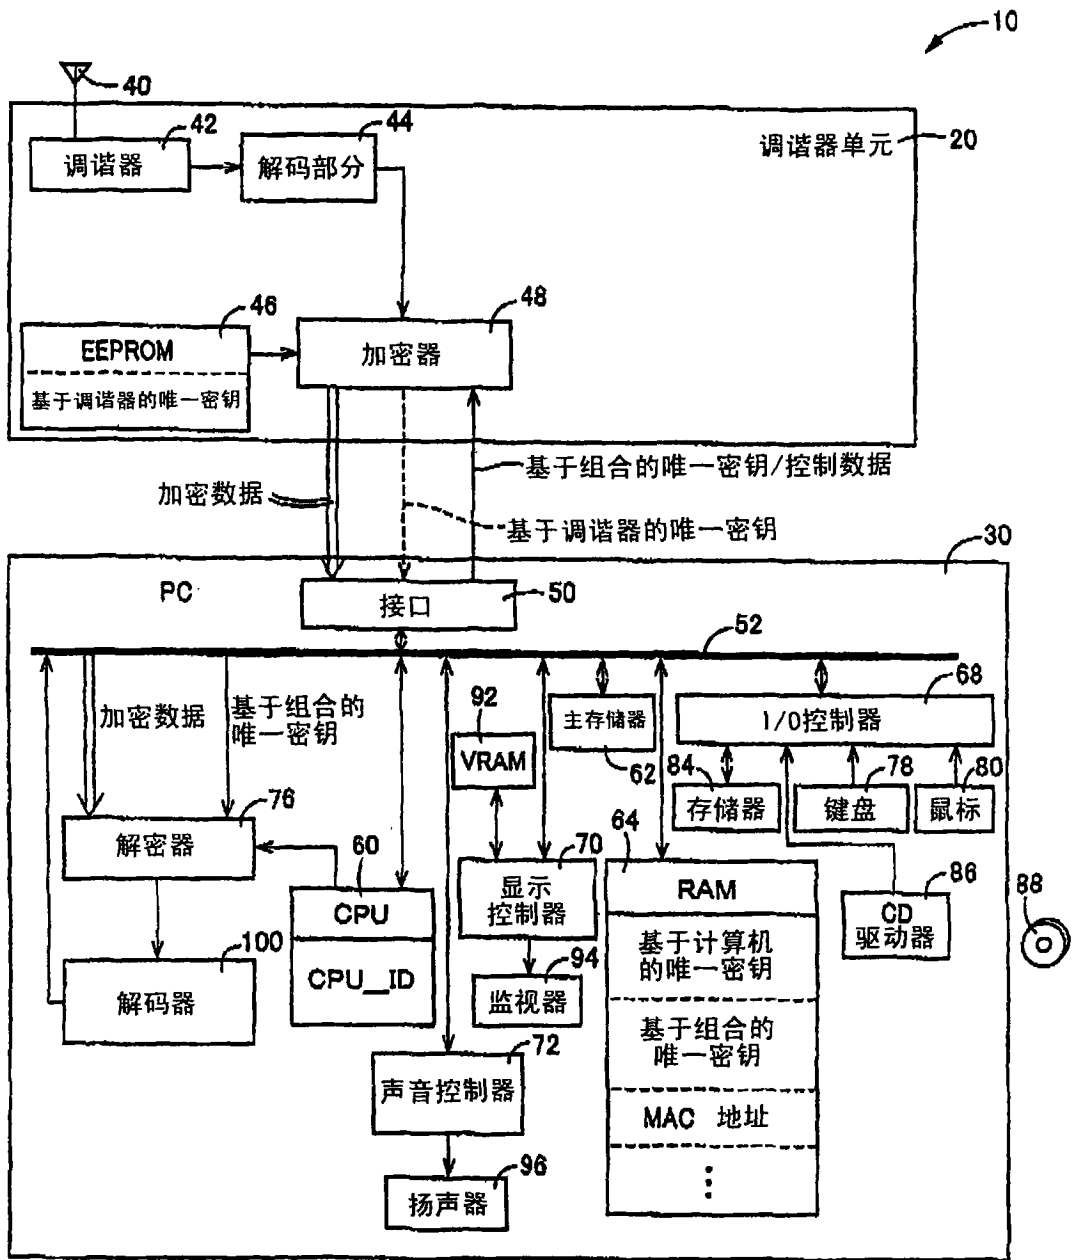 10
40
42
44
调谐器
解码部分
调谐器单元
20
46
48
EEPROM
基于调谐器的唯一密钥
加密器
基于组合的唯一密钥/控制数据
加密数据
基于调谐器的唯一密钥
30
PC
接口
50
52
加密数据
基于组合的
唯一密钥
92
VRAM
主存储器
62
68
I/O控制器
84
存储器
78
键盘
80
鼠标
76
解密器
60
CPU
CPU_ID
70
显示
控制器
64
RAM
基于计算机
的唯一密钥
基于组合的
唯一密钥
MAC 地址
⋮
86
CD
驱动器
88
100
解码器
94
监视器
72
声音控制器
96
扬声器